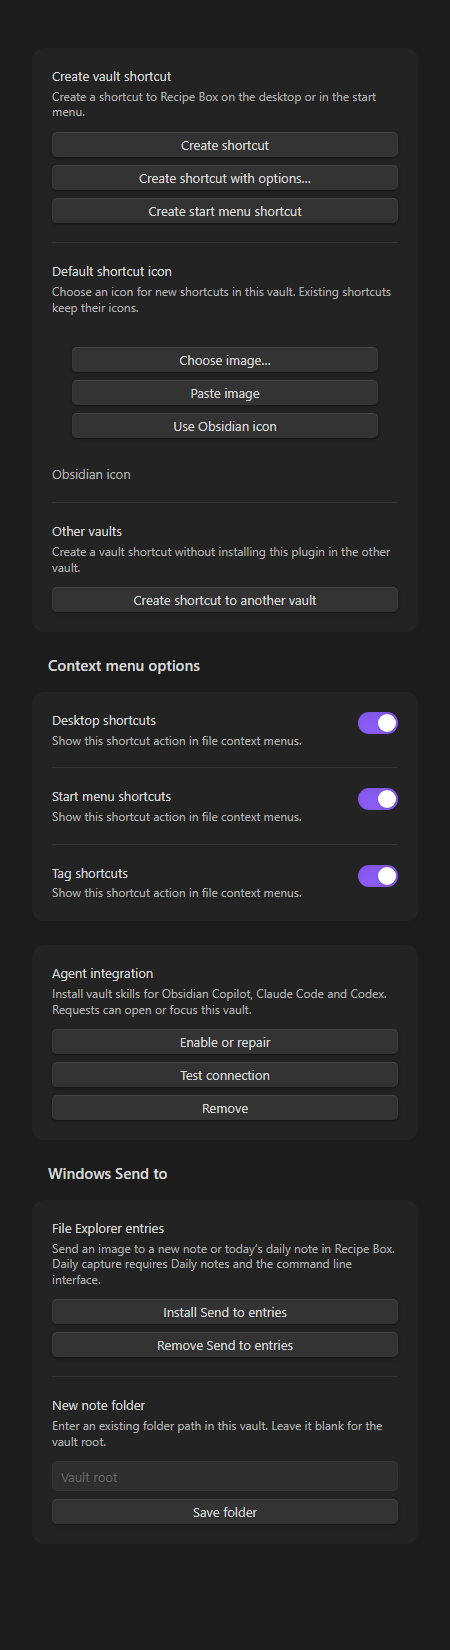 Create vault shortcut
Create a shortcut to Recipe Box on the desktop or in the start
menu.
Create shortcut
Create shortcut with options...
Create start menu shortcut
Default shortcut icon
Choose an icon for new shortcuts in this vault. Existing shortcuts
keep their icons.
Choose image...
Paste image
Use Obsidian icon
Obsidian icon
Other vaults
Create a vault shortcut without installing this plugin in the other
vault.
Create shortcut to another vault
Context menu options
Desktop shortcuts
Show this shortcut action in file context menus.
Start menu shortcuts
Show this shortcut action in file context menus.
Tag shortcuts
Show this shortcut action in file context menus.
Agent integration
Install vault skills for Obsidian Copilot, Claude Code and Codex.
Requests can open or focus this vault.
Enable or repair
Test connection
Remove
Windows Send to
File Explorer entries
Send an image to a new note or today’s daily note in Recipe Box.
Daily capture requires Daily notes and the command line
interface.
Install Send to entries
Remove Send to entries
New note folder
Enter an existing folder path in this vault. Leave it blank for the
vault root.
Vault root
Save folder